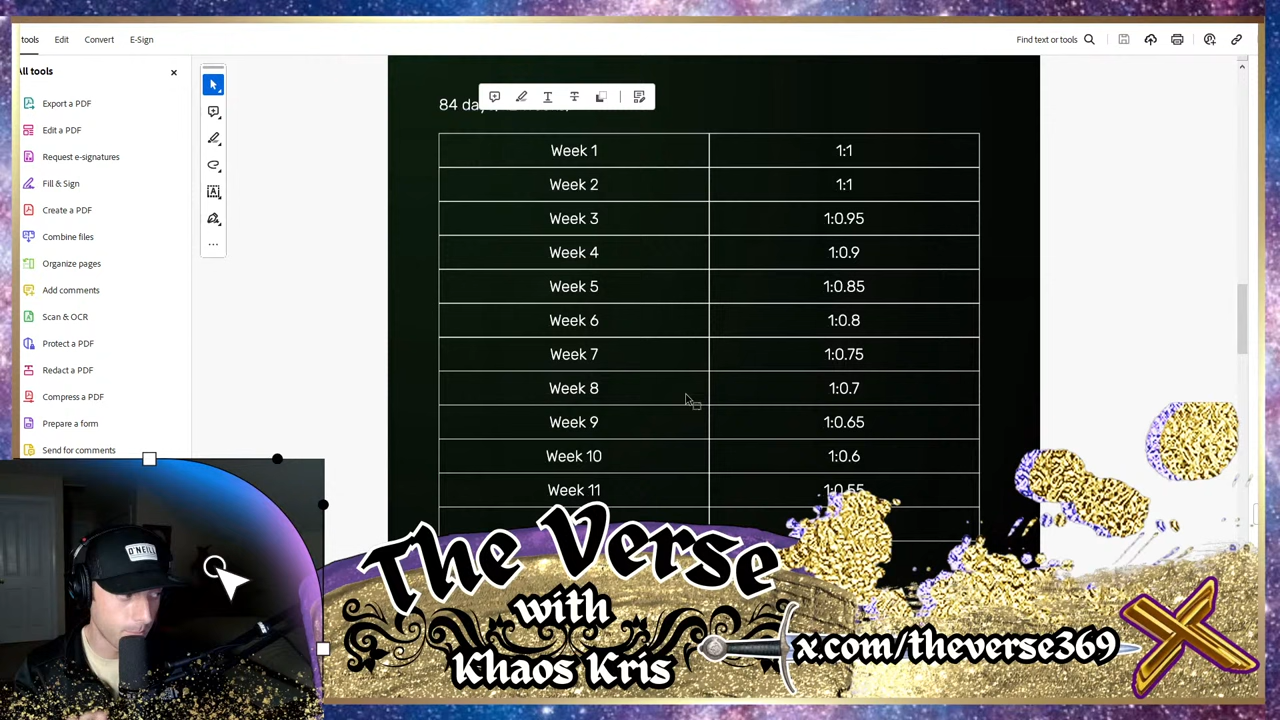 tools Edit Convert E-Sign Find text or tools
All tools
Export a PDF
Edit a PDF
Request e-signatures
Fill & Sign
Create a PDF
Combine files
Organize pages
Add comments
Scan & OCR
Protect a PDF
Redact a PDF
Compress a PDF
Prepare a form
Send for comments
84
Week 1 1:1
Week 2 1:1
Week 3 1:0.95
Week 4 1:0.9
Week 5 1:0.85
Week 6 1:0.8
Week 7 1:0.75
Week 8 1:0.7
Week 9 1:0.65
Week 10 1:0.6
Week 11 1:0.55
O'NEILL
The Verse
with
Khaos Kris
x.com/theverse369
X